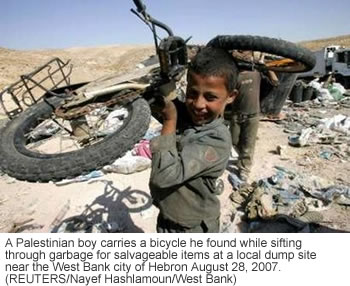 A Palestinian boy carries a bicycle he found while sifting
through garbage for salvageable items at a local dump site
near the West Bank city of Hebron August 28, 2007.
(REUTERS/Nayef Hashlamoun/West Bank)